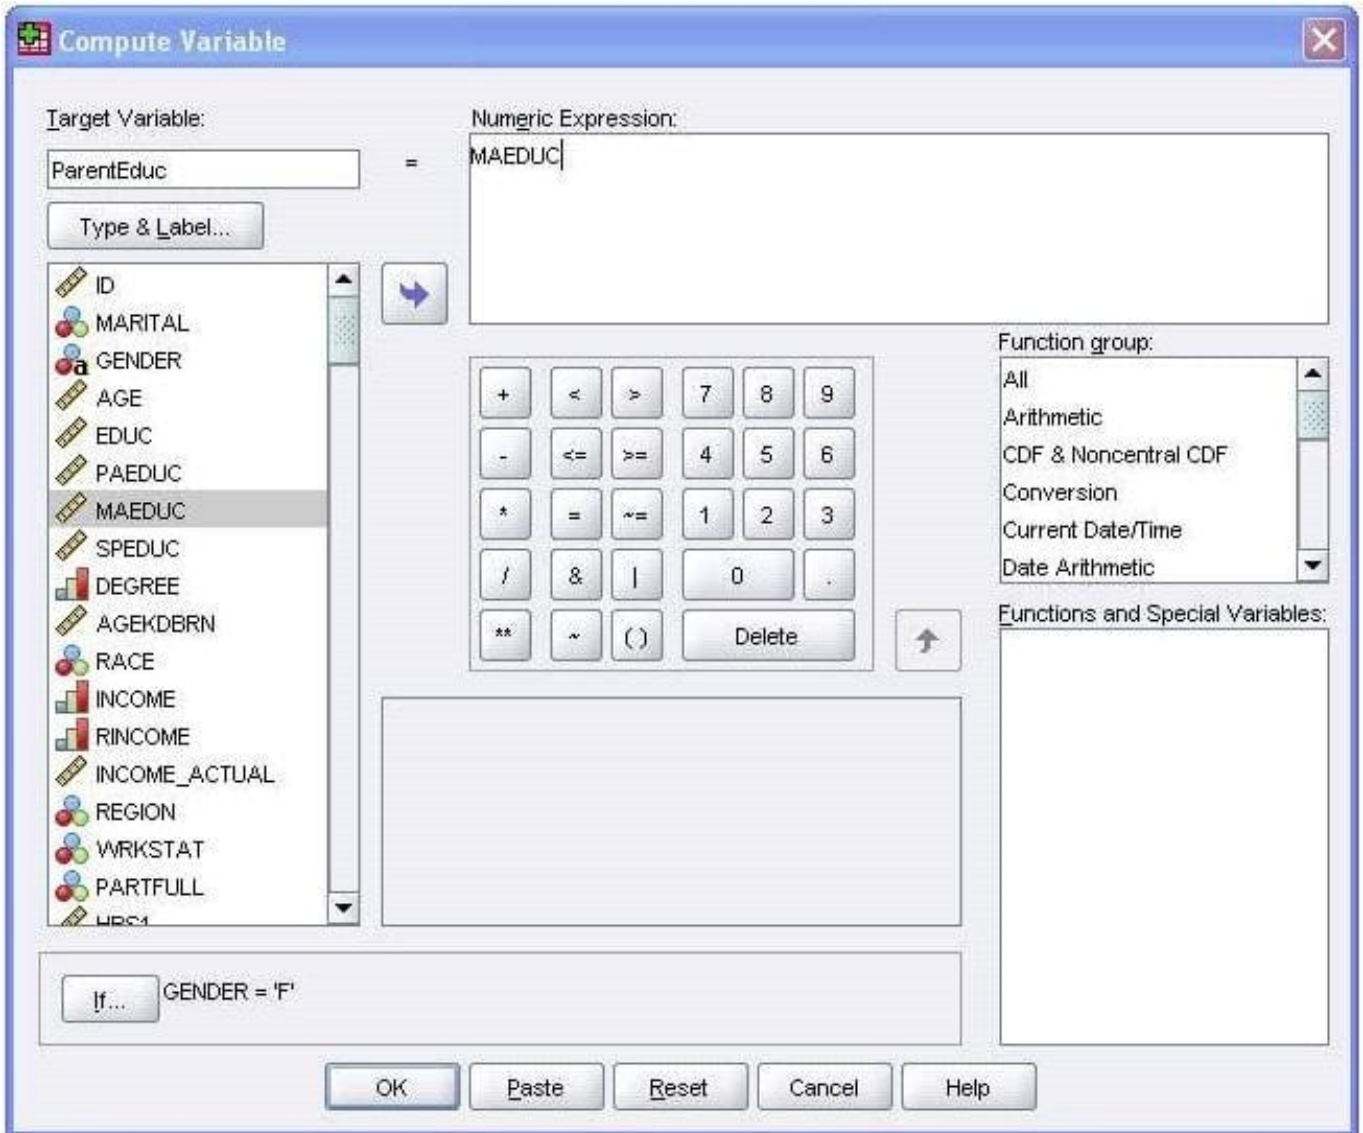 Compute Variable
Target Variable:
ParentEduc
=
Numeric Expression:
MAEDUC
Type & Label...
ID
MARITAL
GENDER
AGE
EDUC
PAEDUC
MAEDUC
SPEDUC
DEGREE
AGEKDBRN
RACE
INCOME
RINCOME
INCOME_ACTUAL
REGION
WRKSTAT
PARTFULL
+ < > 7 8 9
- <= >= 4 5 6
* = ~= 1 2 3
/ & | 0 .
** ~ ( ) Delete
Function group:
All
Arithmetic
CDF & Noncentral CDF
Conversion
Current Date/Time
Date Arithmetic
Functions and Special Variables:
If... GENDER = 'F'
OK Paste Reset Cancel Help